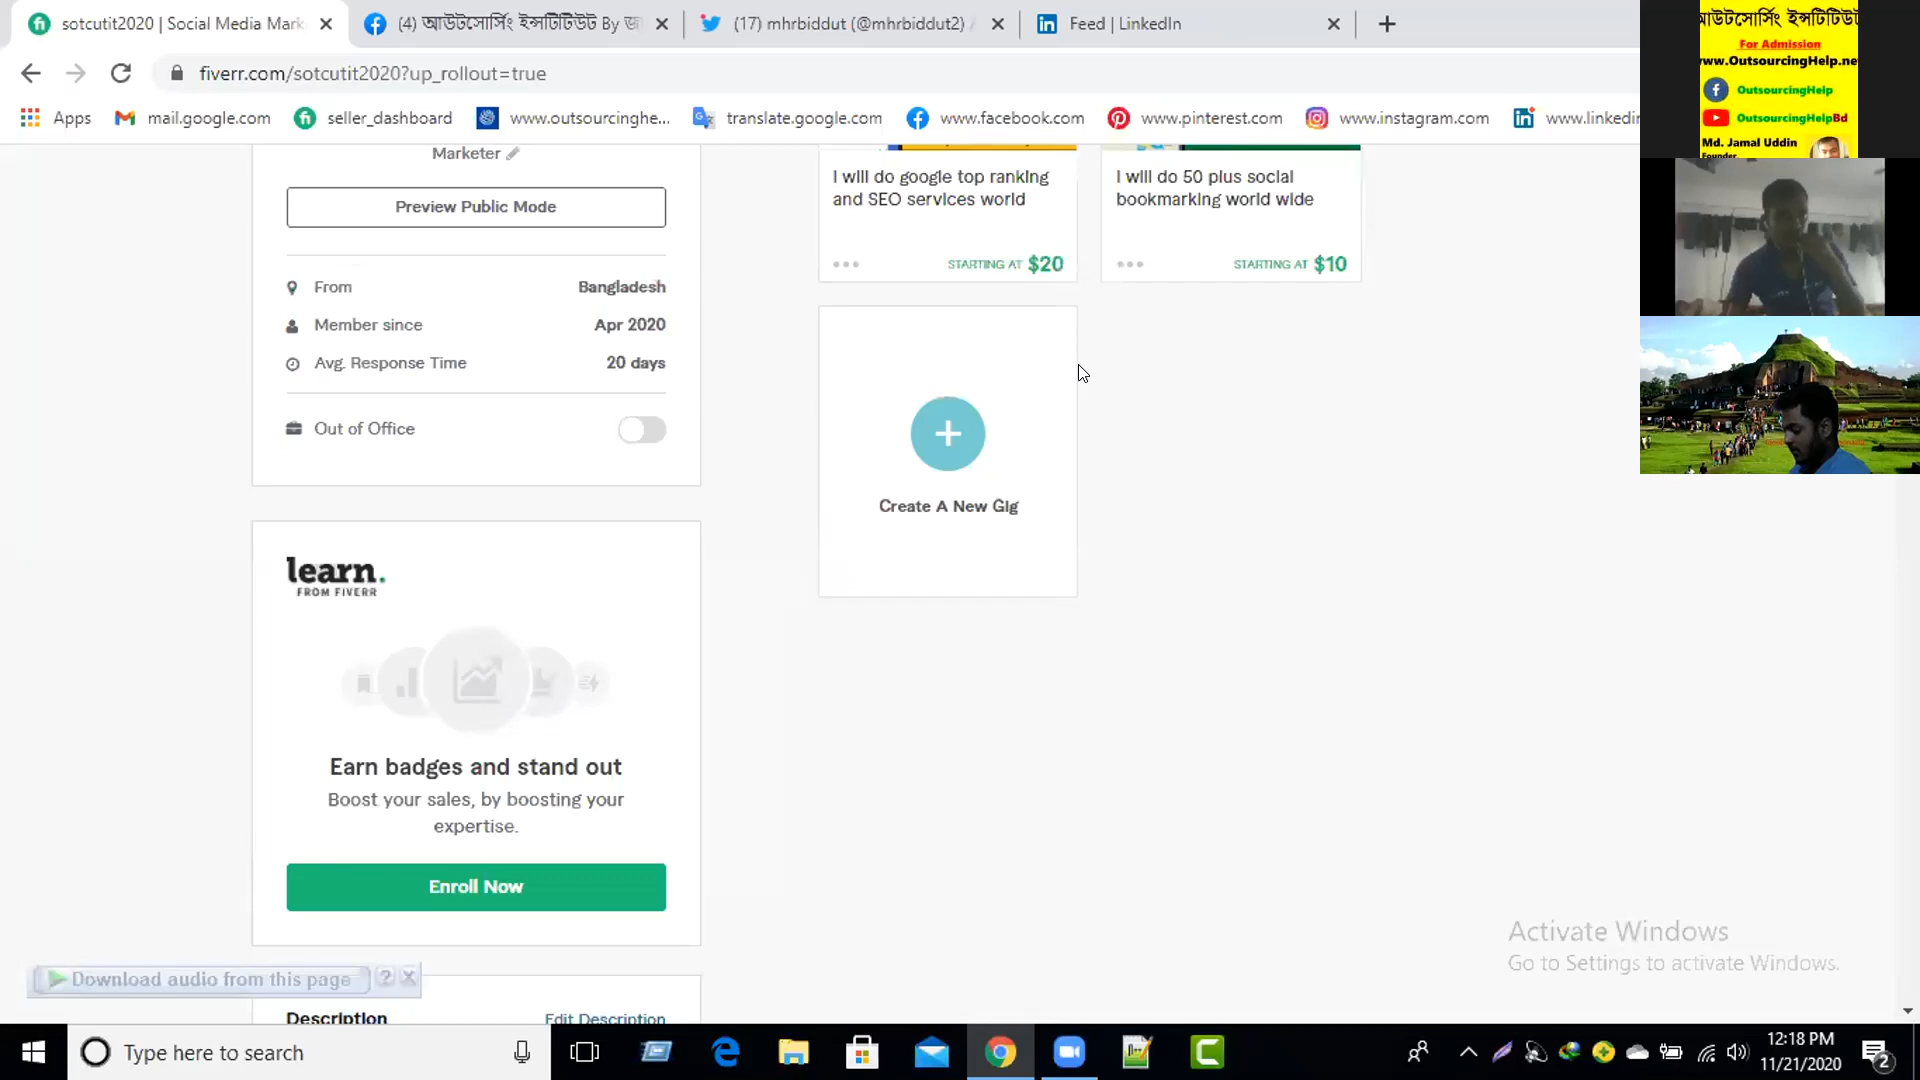 sotcutit2020 | Social Media Mark
(4) আউটসোর্সিং ইন্সটিটিউট By জ
(17) mhrbiddut (@mhrbiddut2)
Feed | LinkedIn
fiverr.com/sotcutit2020?up_rollout=true
Apps
mail.google.com
seller_dashboard
www.outsourcinghe...
translate.google.com
www.facebook.com
www.pinterest.com
www.instagram.com
www.linkedin
আউটসোর্সিং ইন্সটিটিউট
For Admission
www.OutsourcingHelp.ne
OutsourcingHelp
OutsourcingHelpBd
Md. Jamal Uddin
Founder
Marketer
Preview Public Mode
From Bangladesh
Member since Apr 2020
Avg. Response Time 20 days
Out of Office
I will do google top ranking
and SEO services world
STARTING AT $20
I will do 50 plus social
bookmarking world wide
STARTING AT $10
Create A New Gig
learn.
FROM FIVERR
Earn badges and stand out
Boost your sales, by boosting your
expertise.
Enroll Now
Download audio from this page
Description
Edit Description
Activate Windows
Go to Settings to activate Windows.
Type here to search
12:18 PM
11/21/2020
2